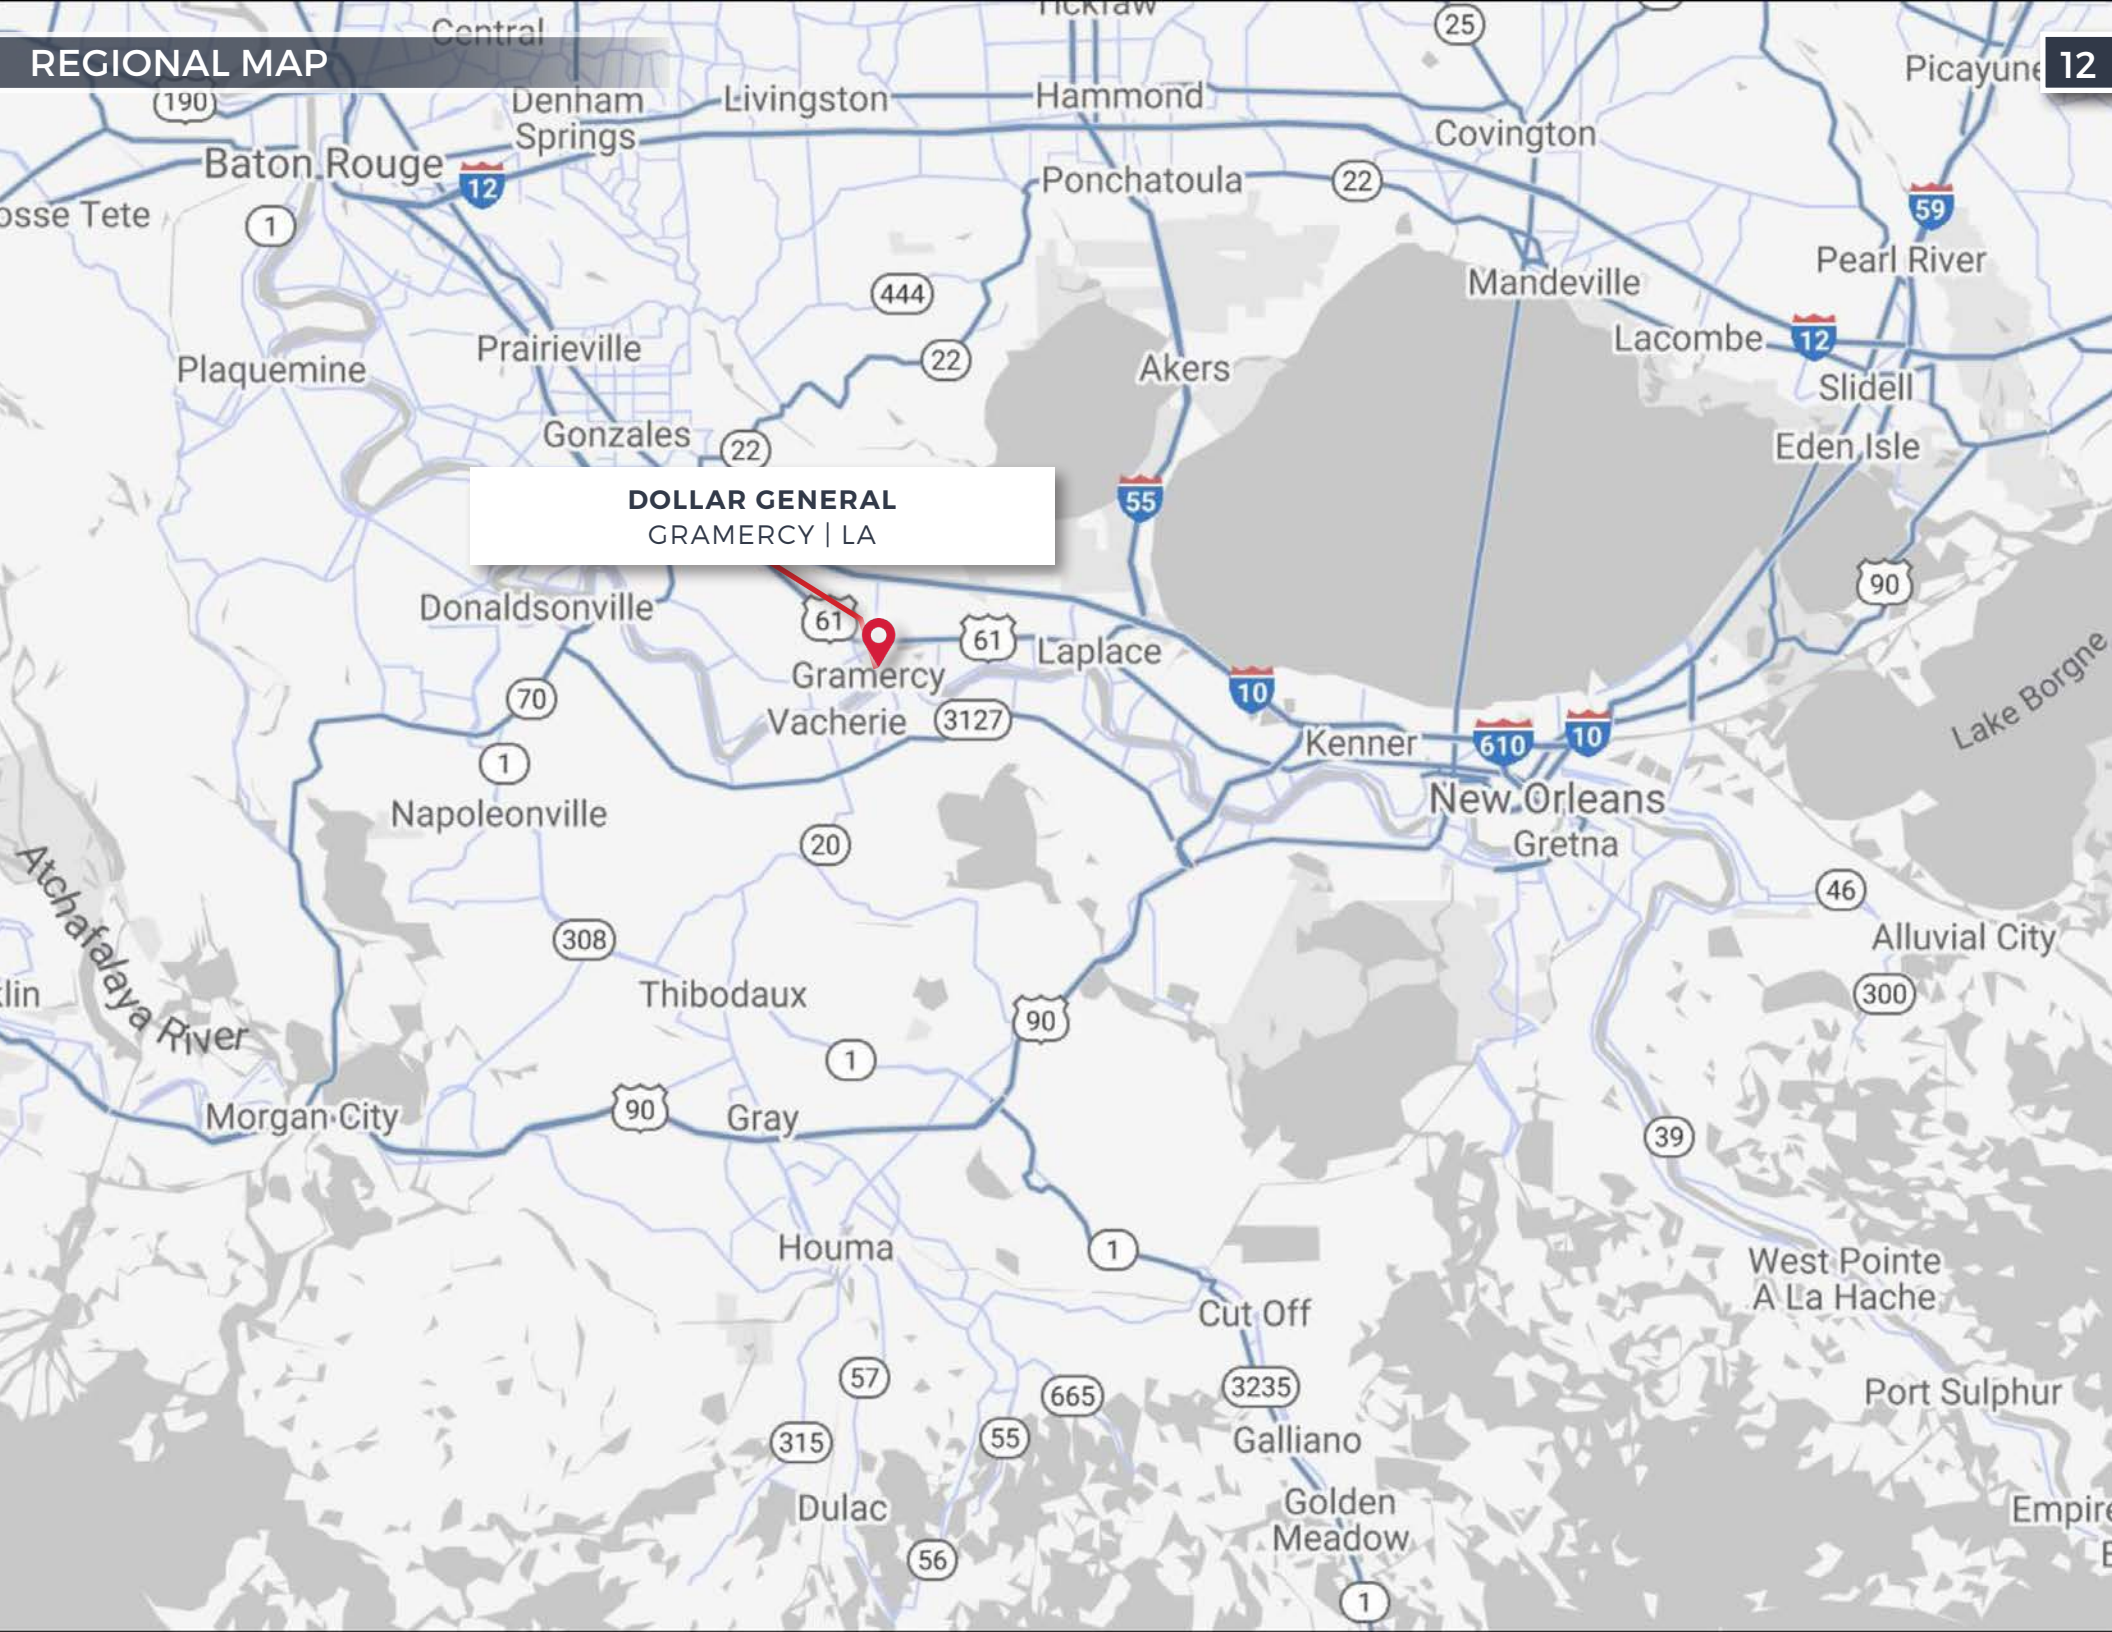 REGIONAL MAP
12
Central
25
Picayune
190
Denham
Springs
Livingston
Hammond
Covington
Baton Rouge
12
Ponchatoula
22
59
osse Tete
1
Pearl River
444
Mandeville
Prairieville
22
Akers
Lacombe
12
Plaquemine
Slidell
Gonzales
22
Eden Isle
DOLLAR GENERAL
GRAMERCY | LA
55
90
Donaldsonville
61
61
Laplace
Gramercy
10
Lake Borgne
70
Vacherie
3127
Kenner
610
10
1
Napoleonville
New Orleans
Gretna
20
46
Atchafalaya River
308
Alluvial City
klin
Thibodaux
300
90
1
Morgan City
90
Gray
39
Houma
1
West Pointe
A La Hache
Cut Off
57
665
3235
Port Sulphur
315
55
Galliano
Dulac
Golden
Meadow
Empire
56
1